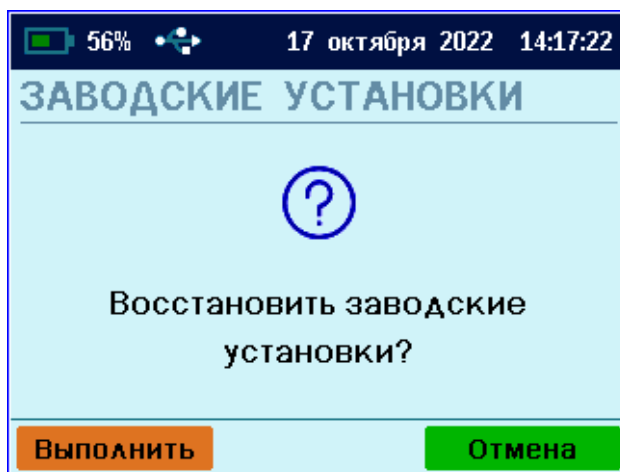 56% 17 октября 2022 14:17:22
ЗАВОДСКИЕ УСТАНОВКИ
?
Восстановить заводские
установки?
Выполнить Отмена